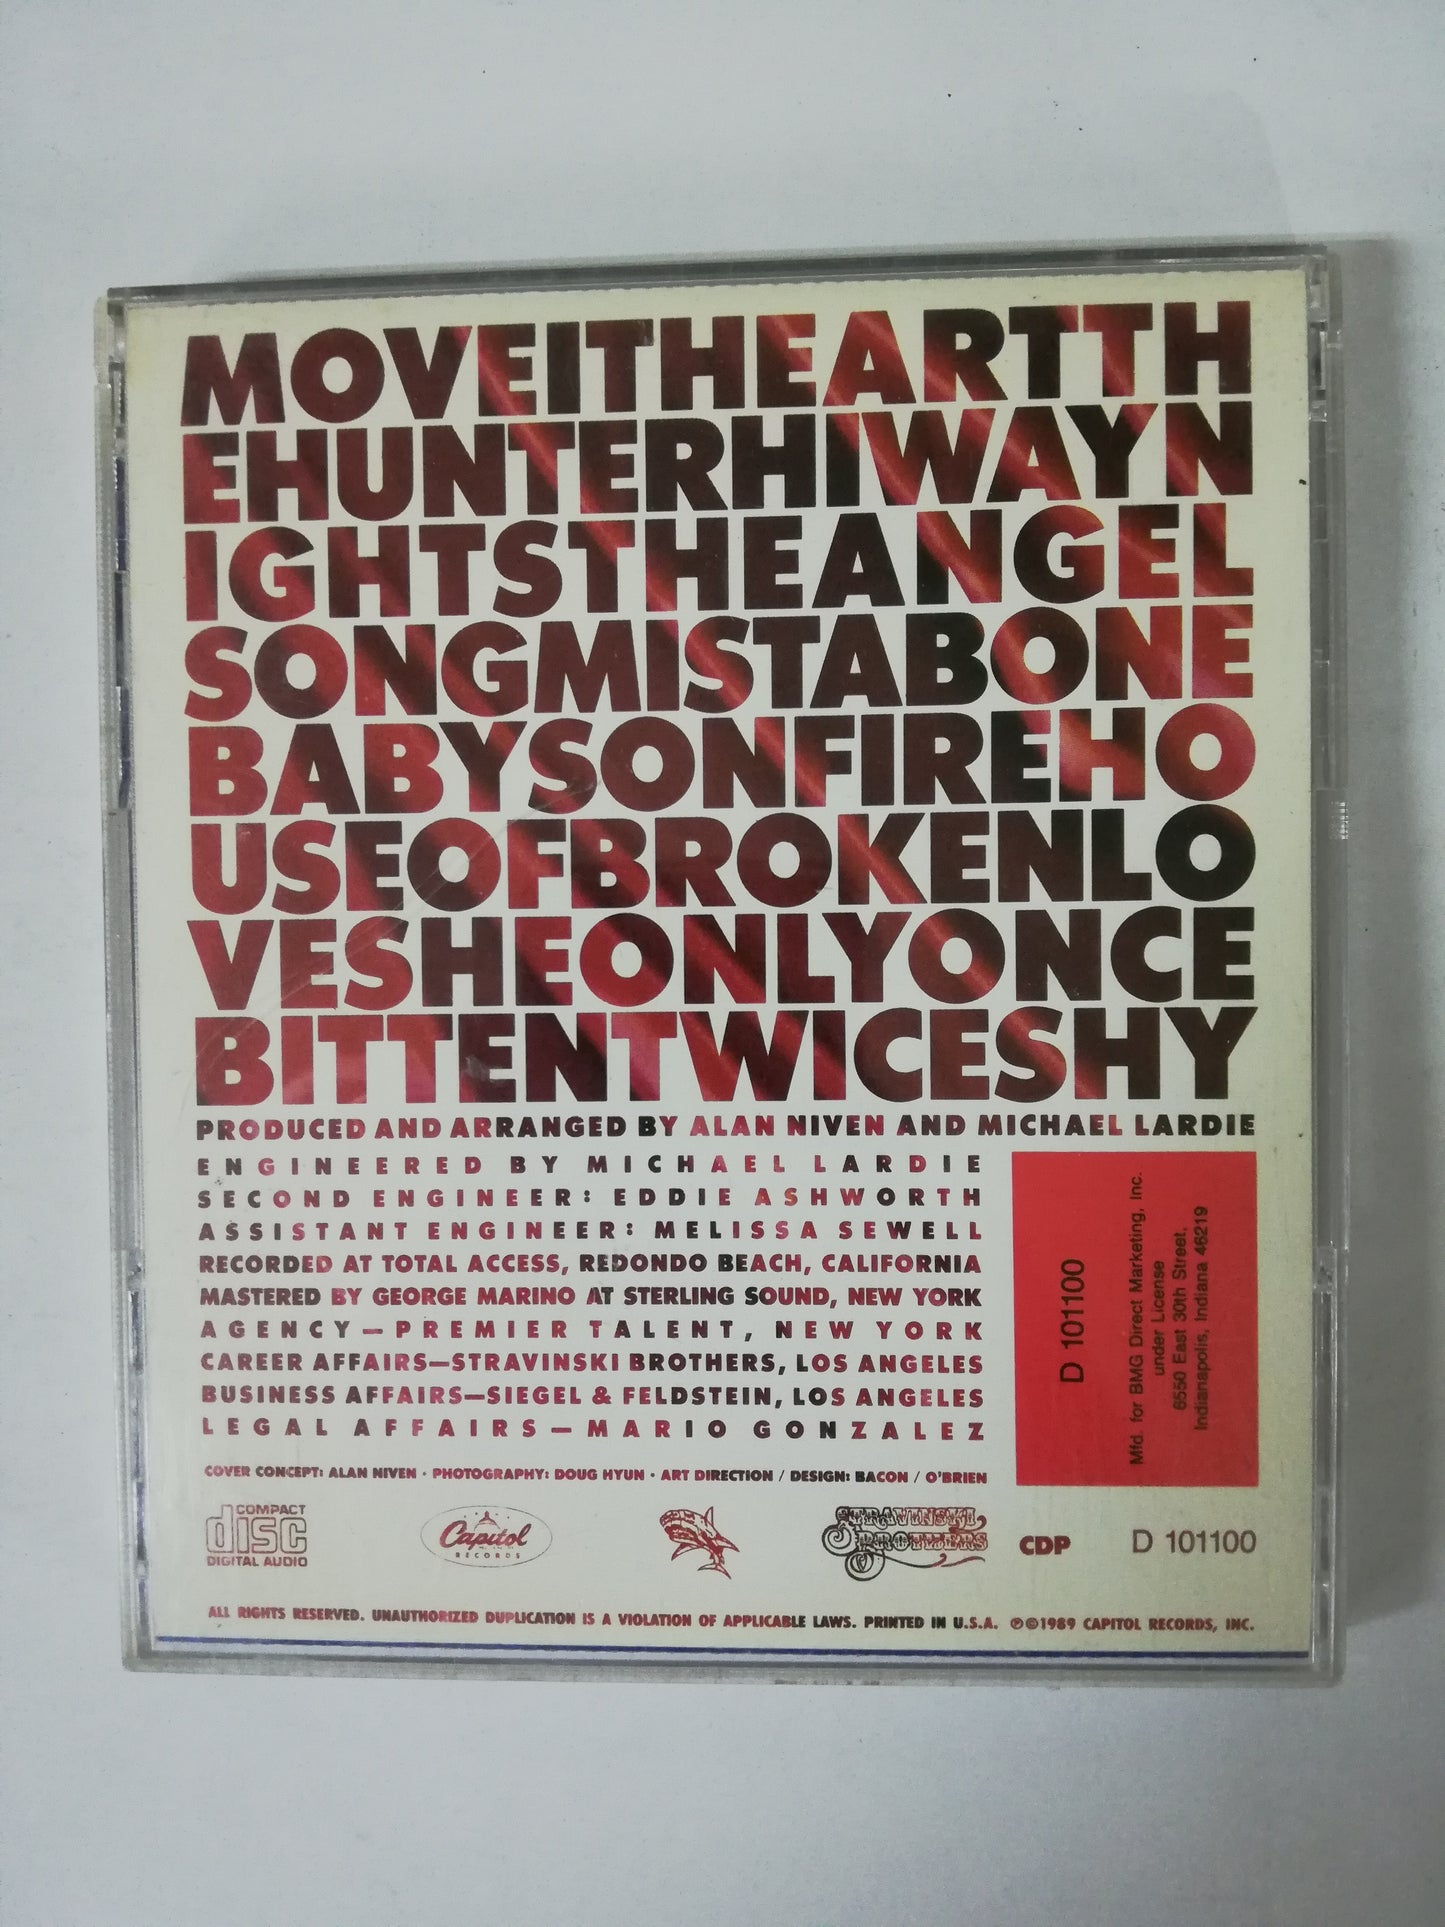 MOVEITHEARTTH
EHUNTERHIWAYN
IGHTSTHEANGEL
SONGMISTABONE
BABYSONFIREHO
USEOFBROKENLO
VESHEONLYONCE
BITTENTWICESHY
PRODUCED AND ARRANGED BY ALAN NIVEN AND MICHAEL LARDIE
ENGINEERED BY MICHAEL LARDIE
SECOND ENGINEER: EDDIE ASHWORTH
ASSISTANT ENGINEER: MELISSA SEWELL
RECORDED AT TOTAL ACCESS, REDONDO BEACH, CALIFORNIA
MASTERED BY GEORGE MARINO AT STERLING SOUND, NEW YORK
AGENCY—PREMIER TALENT, NEW YORK
CAREER AFFAIRS—STRAVINSKI BROTHERS, LOS ANGELES
BUSINESS AFFAIRS—SIEGEL & FELDSTEIN, LOS ANGELES
LEGAL AFFAIRS—MARIO GONZALEZ
D 101100
Mfd. for BMG Direct Marketing, Inc.
under License
6550 East 30th Street,
Indianapolis, Indiana 46219
COVER CONCEPT: ALAN NIVEN · PHOTOGRAPHY: DOUG HYUN · ART DIRECTION / DESIGN: BACON / O'BRIEN
COMPACT
disc
DIGITAL AUDIO
Capitol
RECORDS
STRAVINSKI
BROTHERS
CDP D 101100
ALL RIGHTS RESERVED. UNAUTHORIZED DUPLICATION IS A VIOLATION OF APPLICABLE LAWS. PRINTED IN U.S.A. ℗©1989 CAPITOL RECORDS, INC.